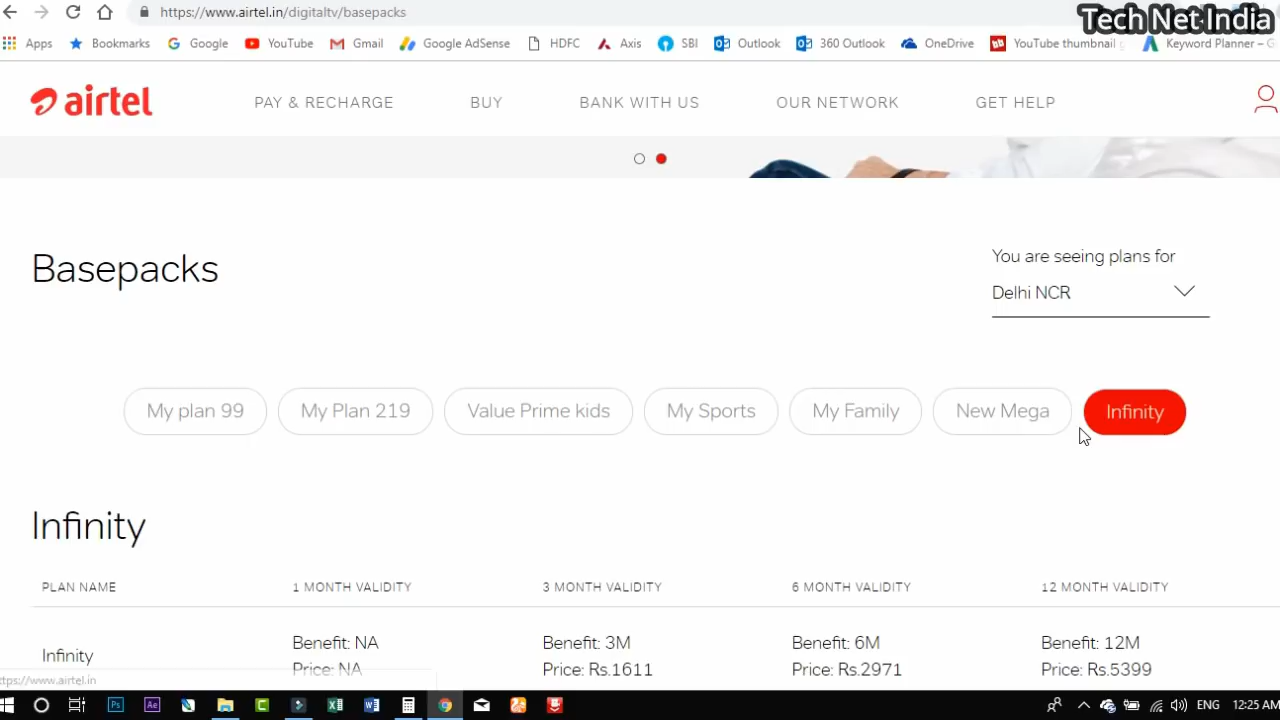 https://www.airtel.in/digitaltv/basepacks
Tech Net India
Apps Bookmarks Google YouTube Gmail Google AdSense HDFC Axis SBI Outlook 360 Outlook OneDrive YouTube thumbnail Keyword Planner – G
airtel PAY & RECHARGE BUY BANK WITH US OUR NETWORK GET HELP
Basepacks
You are seeing plans for
Delhi NCR
My plan 99 My Plan 219 Value Prime kids My Sports My Family New Mega Infinity
Infinity
PLAN NAME 1 MONTH VALIDITY 3 MONTH VALIDITY 6 MONTH VALIDITY 12 MONTH VALIDITY
Infinity
Benefit: NA Benefit: 3M Benefit: 6M Benefit: 12M
Price: NA Price: Rs.1611 Price: Rs.2971 Price: Rs.5399
ttps://www.airtel.in
Ps Ae ENG 12:25 AM